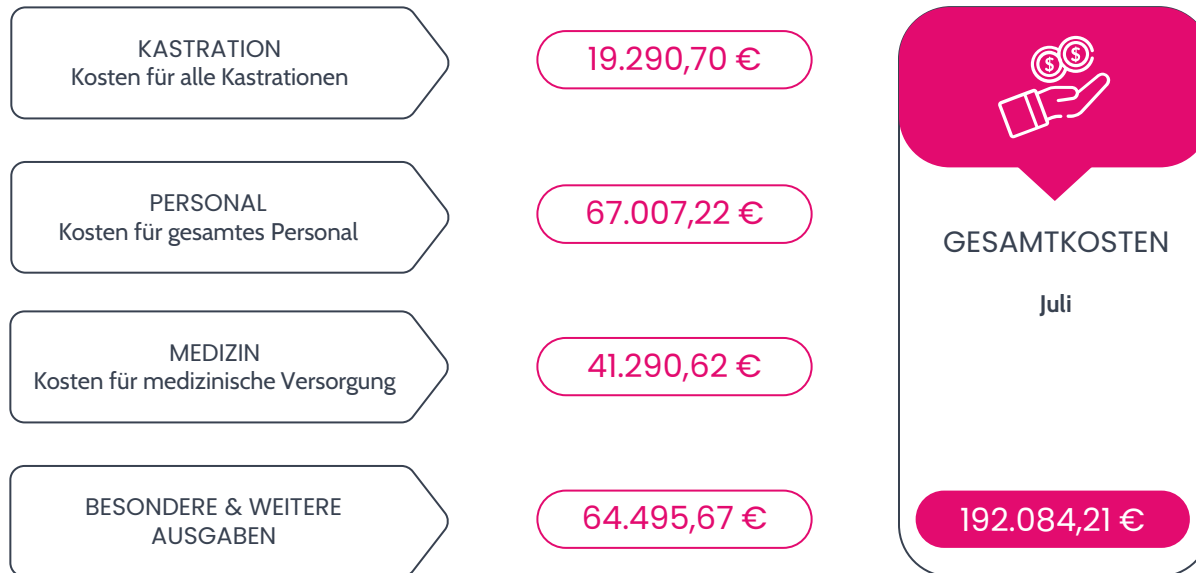 KASTRATION
Kosten für alle Kastrationen
19.290,70 €
PERSONAL
Kosten für gesamtes Personal
67.007,22 €
MEDIZIN
Kosten für medizinische Versorgung
41.290,62 €
BESONDERE & WEITERE
AUSGABEN
64.495,67 €
$ $
GESAMTKOSTEN
Juli
192.084,21 €